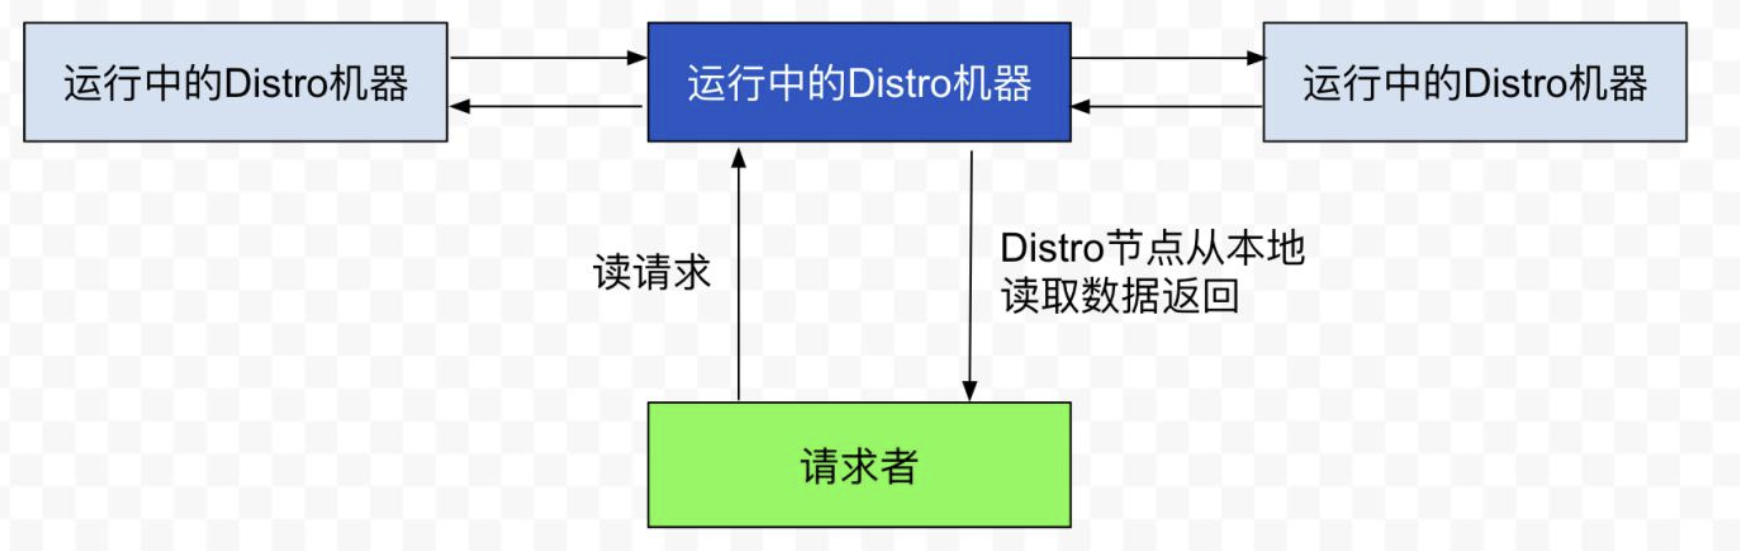 运行中的Distro机器
运行中的Distro机器
运行中的Distro机器
读请求
Distro节点从本地
读取数据返回
请求者